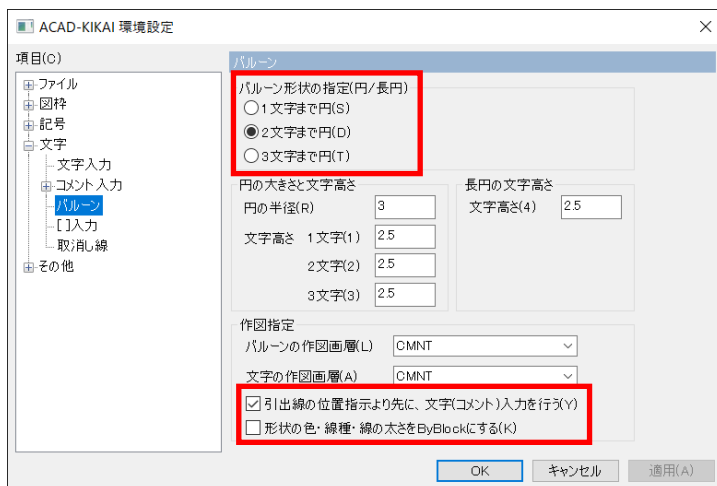 ACAD-KIKAI 環境設定
項目(C)
ファイル
図枠
記号
文字
文字入力
コメント入力
バルーン
[ ]入力
取消し線
その他
バルーン
バルーン形状の指定(円/長円)
1文字まで円(S)
2文字まで円(D)
3文字まで円(T)
円の大きさと文字高さ
円の半径(R) 3
文字高さ 1文字(1) 2.5
2文字(2) 2.5
3文字(3) 2.5
長円の文字高さ
文字高さ(4) 2.5
作図指定
バルーンの作図画層(L) CMNT
文字の作図画層(A) CMNT
引出線の位置指示より先に、文字(コメント)入力を行う(Y)
形状の色・線種・線の太さをByBlockにする(K)
OK キャンセル 適用(A)